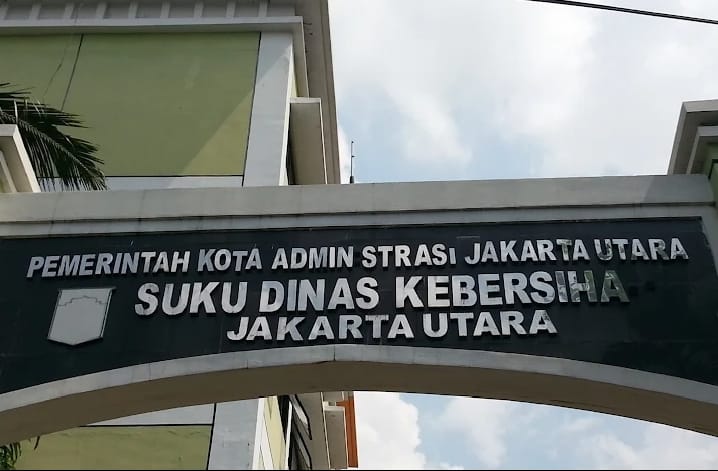 PEMERINTAH KOTA ADMIN STRASI JAKARTA UTARA
SUKU DINAS KEBERSIHA
JAKARTA UTARA